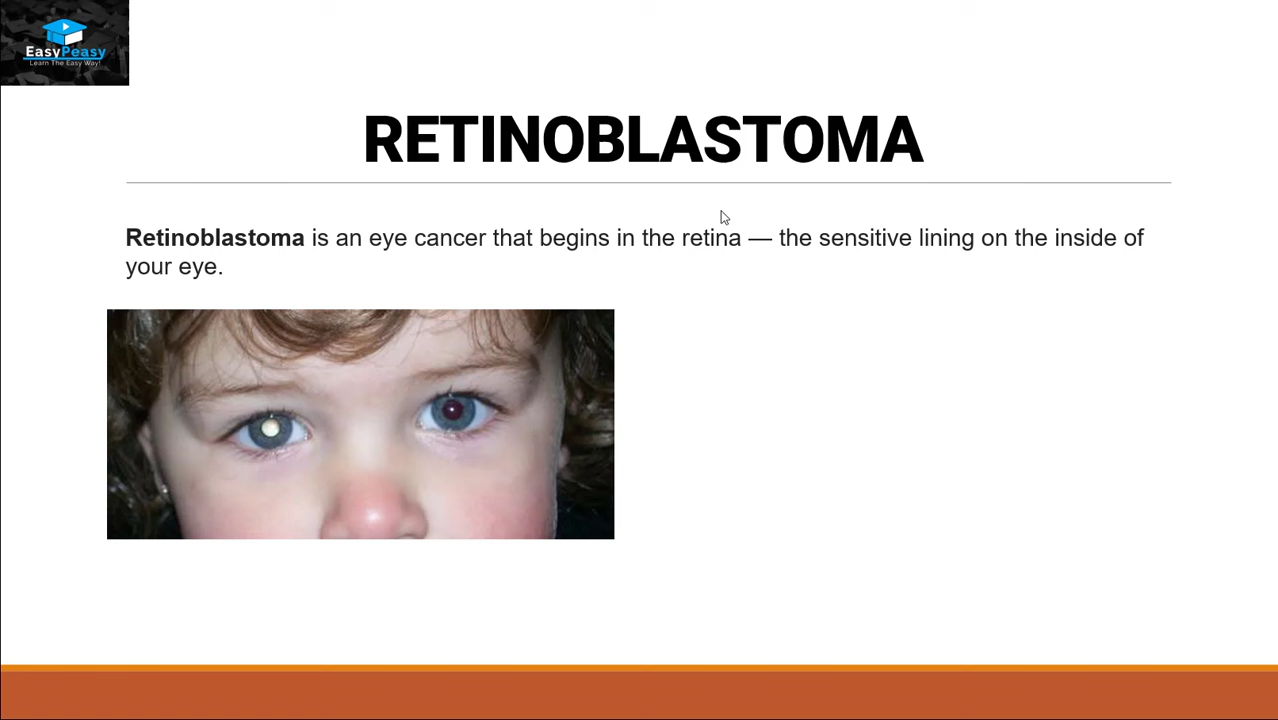 EasyPeasy
Learn The Easy Way!
RETINOBLASTOMA
Retinoblastoma is an eye cancer that begins in the retina — the sensitive lining on the inside of
your eye.